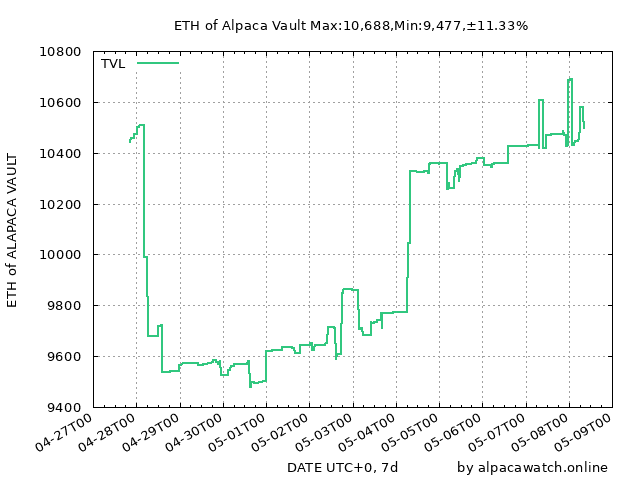 ETH of Alpaca Vault Max:10,688,Min:9,477,±11.33%
TVL
10800
10600
10400
10200
10000
9800
9600
9400
ETH of ALAPACA VAULT
04-27T00
04-28T00
04-29T00
04-30T00
05-01T00
05-02T00
05-03T00
05-04T00
05-05T00
05-06T00
05-07T00
05-08T00
05-09T00
DATE UTC+0, 7d
by alpacawatch.online